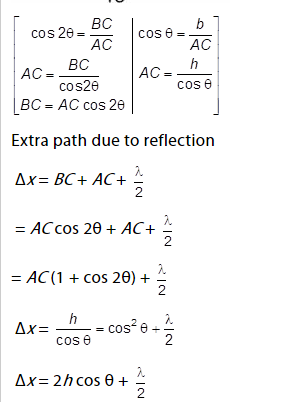 cos 2θ = BC/AC
AC = BC/cos2θ
BC = AC cos 2θ
cos θ = b/AC
AC = h/cos θ
Extra path due to reflection
Δx = BC + AC + λ/2
= AC cos 2θ + AC + λ/2
= AC (1 + cos 2θ) + λ/2
Δx = h/cos θ = cos² θ + λ/2
Δx = 2h cos θ + λ/2